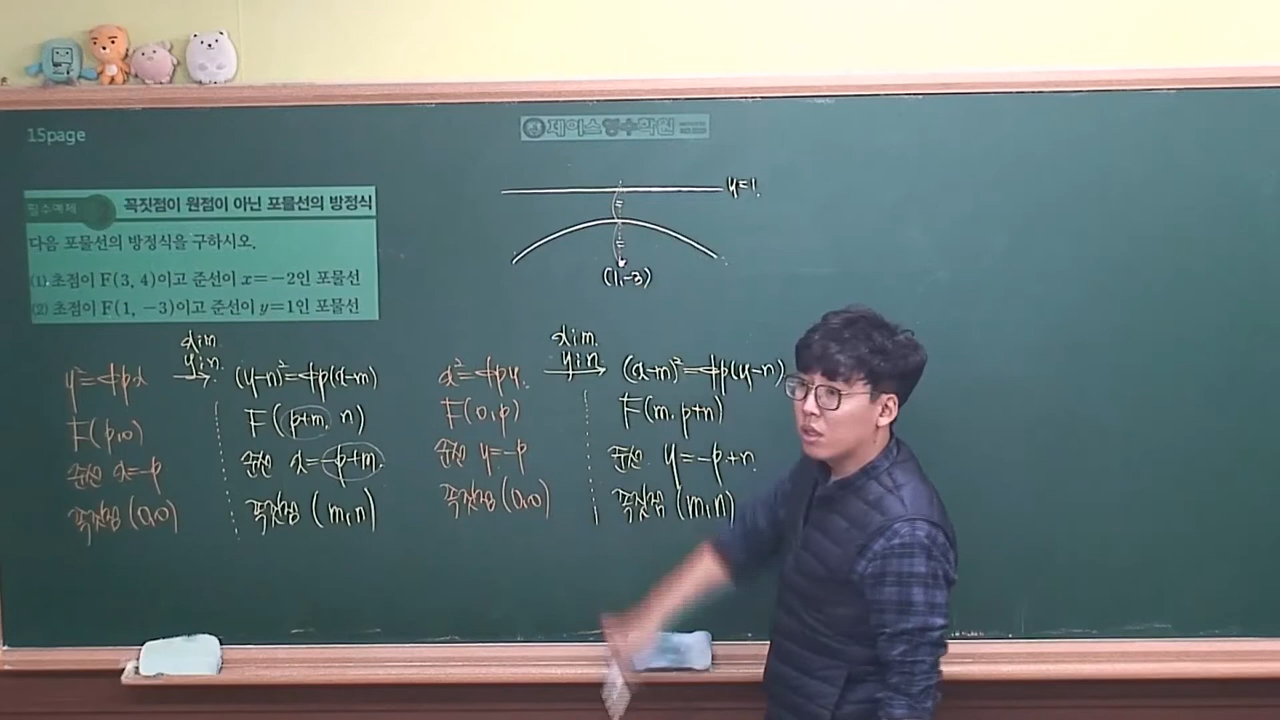 15page
제이스영수학원
필수예제 꼭짓점이 원점이 아닌 포물선의 방정식
다음 포물선의 방정식을 구하시오.
(1) 초점이 F(3, 4)이고 준선이 x=-2인 포물선
(2) 초점이 F(1, -3)이고 준선이 y=1인 포물선
y=1.
(1,-3)
x:m.
y:n.
y²=4px
(y-n)²=4p(x-m)
F(p,0)
F(p+m, n)
준선 x=-p
준선 x=-p+m.
꼭짓점 (0,0)
꼭짓점 (m,n)
x:m.
y:n.
x²=4py.
(x+m)²=4p(y-n)
F(0,p)
F(m, p+n)
준선 y=-p
준선 y=-p+n.
꼭짓점 (0,0)
꼭짓점 (m,n)